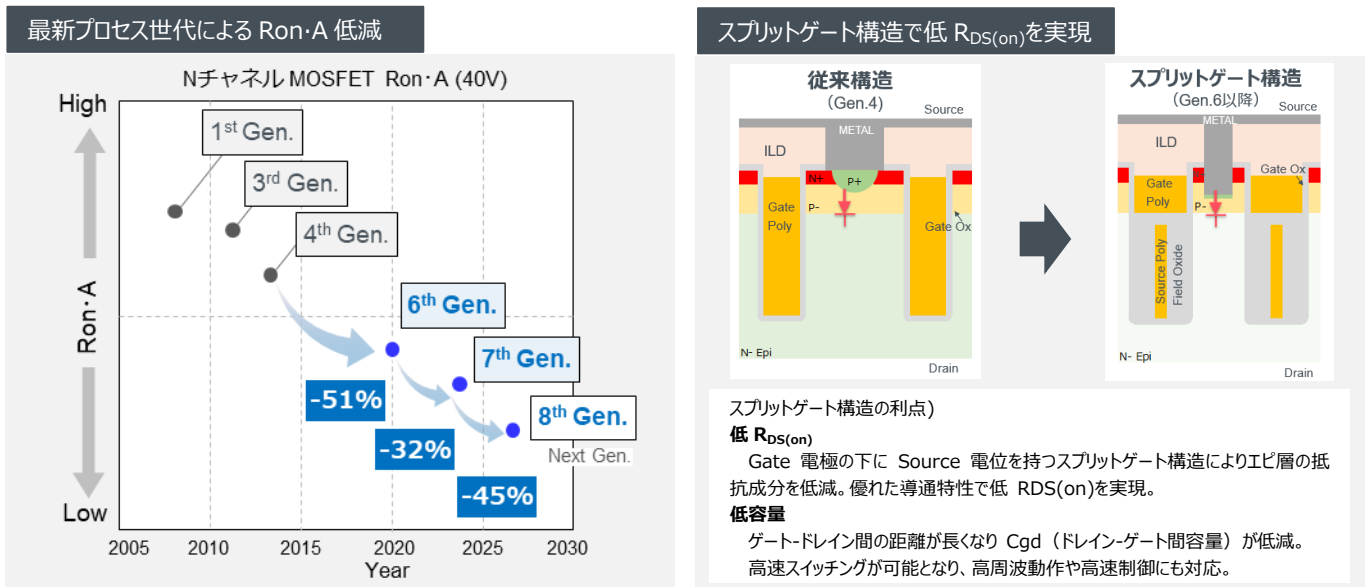 最新プロセス世代による Ron･A 低減
Nチャネル MOSFET Ron･A (40V)
High
1st Gen.
3rd Gen.
4th Gen.
6th Gen.
7th Gen.
8th Gen.
Next Gen.
-51%
-32%
-45%
Ron･A
Low
2005 2010 2015 2020 2025 2030
Year
スプリットゲート構造で低 RDS(on)を実現
従来構造
（Gen.4）
Source
METAL
ILD
N+
P+
Gate
Poly
P-
Gate Ox
N- Epi
Drain
スプリットゲート構造
（Gen.6以降）
Source
METAL
ILD
Gate Ox
Gate
Poly
P-
Source Poly
Field Oxide
N- Epi
Drain
スプリットゲート構造の利点)
低 RDS(on)
Gate 電極の下に Source 電位を持つスプリットゲート構造によりエピ層の抵
抗成分を低減。優れた導通特性で低 RDS(on)を実現。
低容量
ゲート-ドレイン間の距離が長くなり Cgd（ドレイン-ゲート間容量）が低減。
高速スイッチングが可能となり、高周波動作や高速制御にも対応。